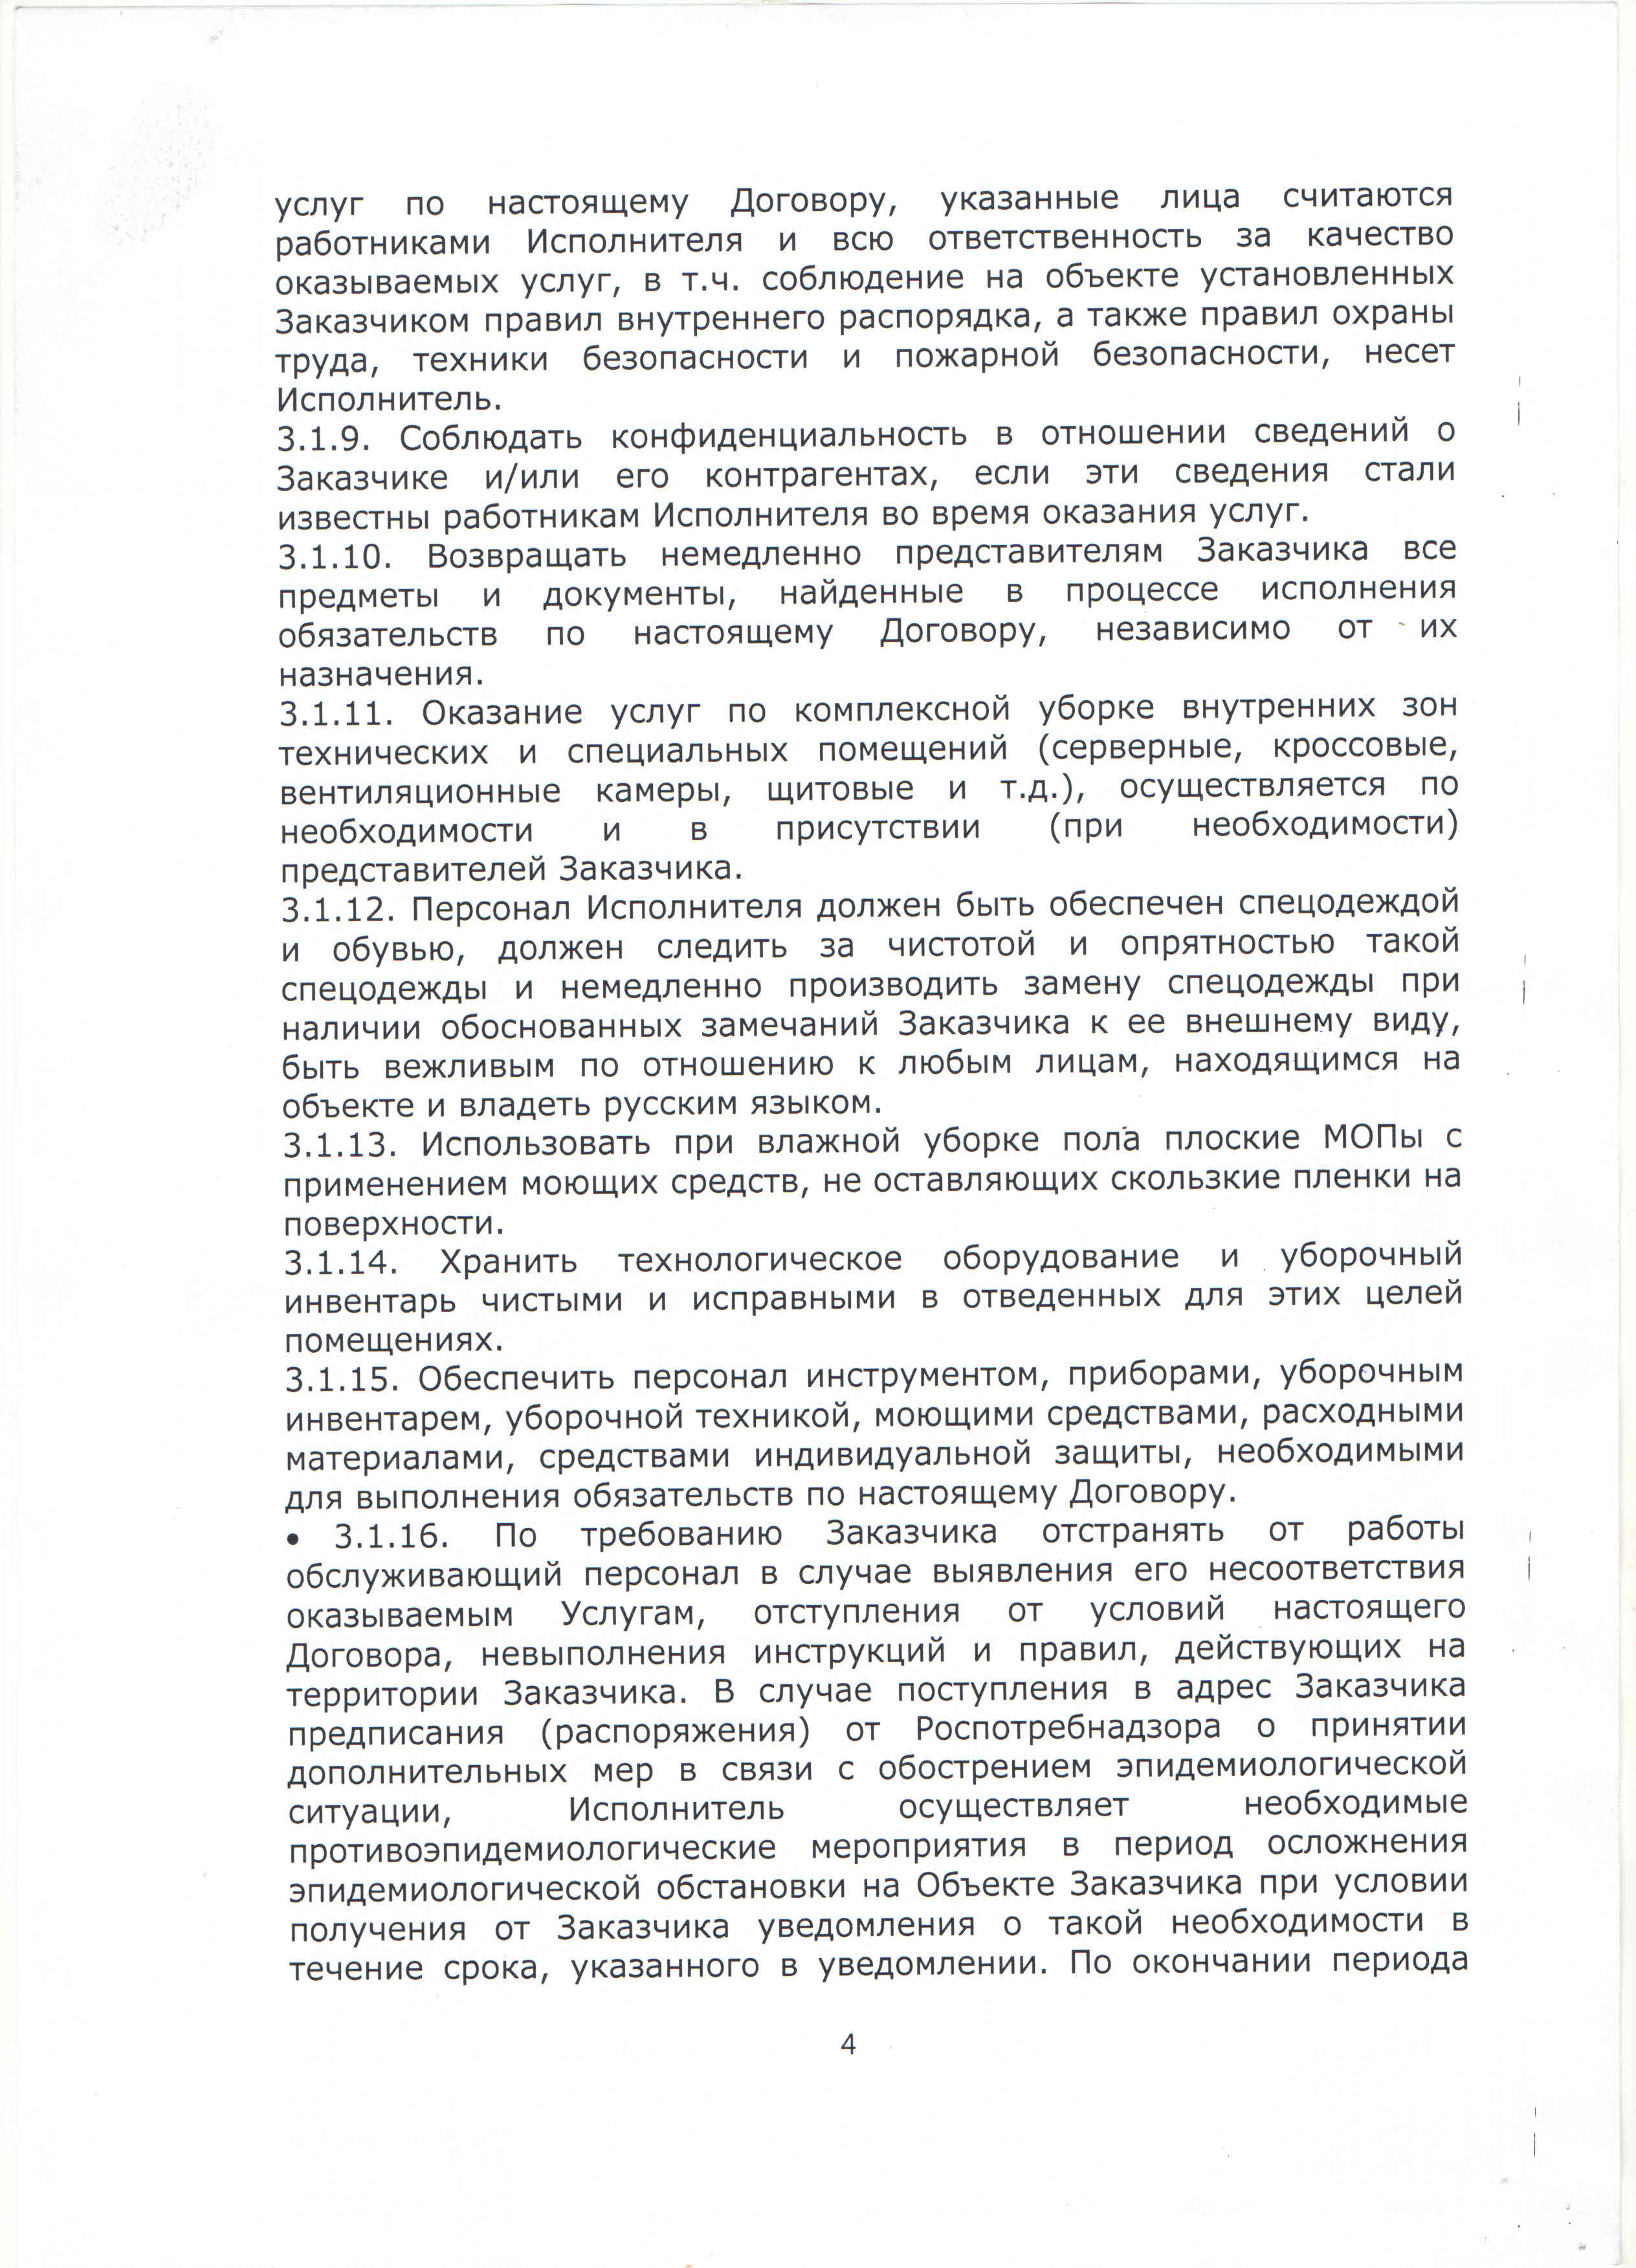 услуг по настоящему Договору, указанные лица считаются
работниками Исполнителя и всю ответственность за качество
оказываемых услуг, в т.ч. соблюдение на объекте установленных
Заказчиком правил внутреннего распорядка, а также правил охраны
труда, техники безопасности и пожарной безопасности, несет
Исполнитель.
3.1.9. Соблюдать конфиденциальность в отношении сведений о
Заказчике и/или его контрагентах, если эти сведения стали
известны работникам Исполнителя во время оказания услуг.
3.1.10. Возвращать немедленно представителям Заказчика все
предметы и документы, найденные в процессе исполнения
обязательств по настоящему Договору, независимо от их
назначения.
3.1.11. Оказание услуг по комплексной уборке внутренних зон
технических и специальных помещений (серверные, кроссовые,
вентиляционные камеры, щитовые и т.д.), осуществляется по
необходимости и в присутствии (при необходимости)
представителей Заказчика.
3.1.12. Персонал Исполнителя должен быть обеспечен спецодеждой
и обувью, должен следить за чистотой и опрятностью такой
спецодежды и немедленно производить замену спецодежды при
наличии обоснованных замечаний Заказчика к ее внешнему виду,
быть вежливым по отношению к любым лицам, находящимся на
объекте и владеть русским языком.
3.1.13. Использовать при влажной уборке пола плоские МОПы с
применением моющих средств, не оставляющих скользкие пленки на
поверхности.
3.1.14. Хранить технологическое оборудование и уборочный
инвентарь чистыми и исправными в отведенных для этих целей
помещениях.
3.1.15. Обеспечить персонал инструментом, приборами, уборочным
инвентарем, уборочной техникой, моющими средствами, расходными
материалами, средствами индивидуальной защиты, необходимыми
для выполнения обязательств по настоящему Договору.
• 3.1.16. По требованию Заказчика отстранять от работы
обслуживающий персонал в случае выявления его несоответствия
оказываемым Услугам, отступления от условий настоящего
Договора, невыполнения инструкций и правил, действующих на
территории Заказчика. В случае поступления в адрес Заказчика
предписания (распоряжения) от Роспотребнадзора о принятии
дополнительных мер в связи с обострением эпидемиологической
ситуации, Исполнитель осуществляет необходимые
противоэпидемиологические мероприятия в период осложнения
эпидемиологической обстановки на Объекте Заказчика при условии
получения от Заказчика уведомления о такой необходимости в
течение срока, указанного в уведомлении. По окончании периода
4